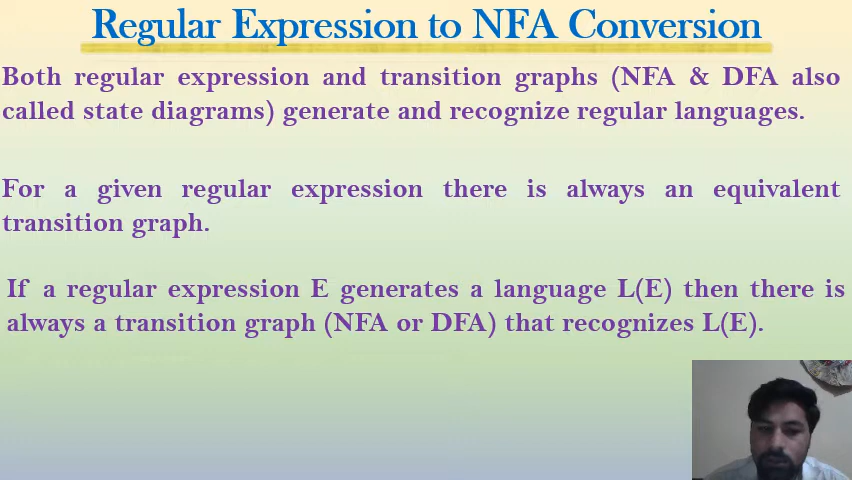 Regular Expression to NFA Conversion
Both regular expression and transition graphs (NFA & DFA also
called state diagrams) generate and recognize regular languages.
For a given regular expression there is always an equivalent
transition graph.
If a regular expression E generates a language L(E) then there is
always a transition graph (NFA or DFA) that recognizes L(E).